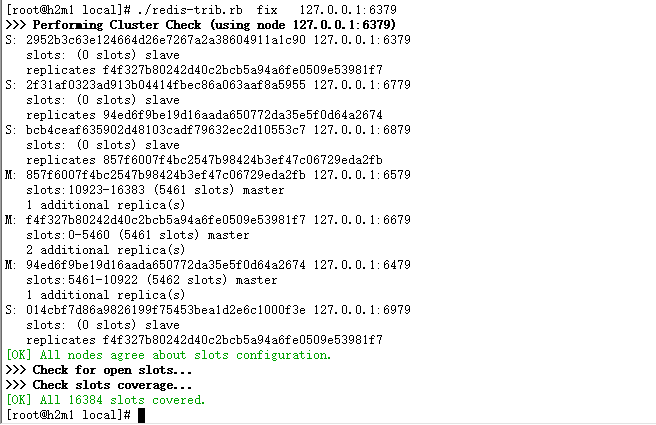 [root@h2m1 local]# ./redis-trib.rb  fix   127.0.0.1:6379
>>> Performing Cluster Check (using node 127.0.0.1:6379)
S: 2952b3c63e124664d26e7267a2a38604911a1c90 127.0.0.1:6379
slots: (0 slots) slave
replicates f4f327b80242d40c2bcb5a94a6fe0509e53981f7
S: 2f31af0323ad913b04414fbec86a063aaf8a5955 127.0.0.1:6779
slots: (0 slots) slave
replicates 94ed6f9be19d16aada650772da35e5f0d64a2674
S: bcb4ceaf635902d48103cadf79632ec2d10553c7 127.0.0.1:6879
slots: (0 slots) slave
replicates 857f6007f4bc2547b98424b3ef47c06729eda2fb
M: 857f6007f4bc2547b98424b3ef47c06729eda2fb 127.0.0.1:6579
slots:10923-16383 (5461 slots) master
1 additional replica(s)
M: f4f327b80242d40c2bcb5a94a6fe0509e53981f7 127.0.0.1:6679
slots:0-5460 (5461 slots) master
2 additional replica(s)
M: 94ed6f9be19d16aada650772da35e5f0d64a2674 127.0.0.1:6479
slots:5461-10922 (5462 slots) master
1 additional replica(s)
S: 014cbf7d86a9826199f75453bea1d2e6c1000f3e 127.0.0.1:6979
slots: (0 slots) slave
replicates f4f327b80242d40c2bcb5a94a6fe0509e53981f7
[OK] All nodes agree about slots configuration.
>>> Check for open slots...
>>> Check slots coverage...
[OK] All 16384 slots covered.
[root@h2m1 local]#